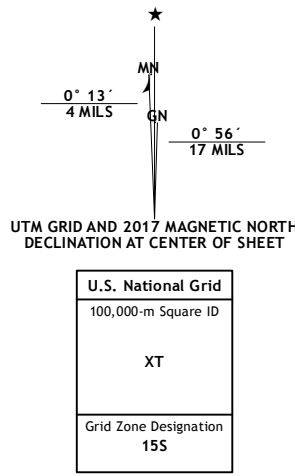 ★
MN
0° 13´
4 MILS
GN
0° 56´
17 MILS
UTM GRID AND 2017 MAGNETIC NORTH
DECLINATION AT CENTER OF SHEET
U.S. National Grid
100,000-m Square ID
XT
Grid Zone Designation
15S